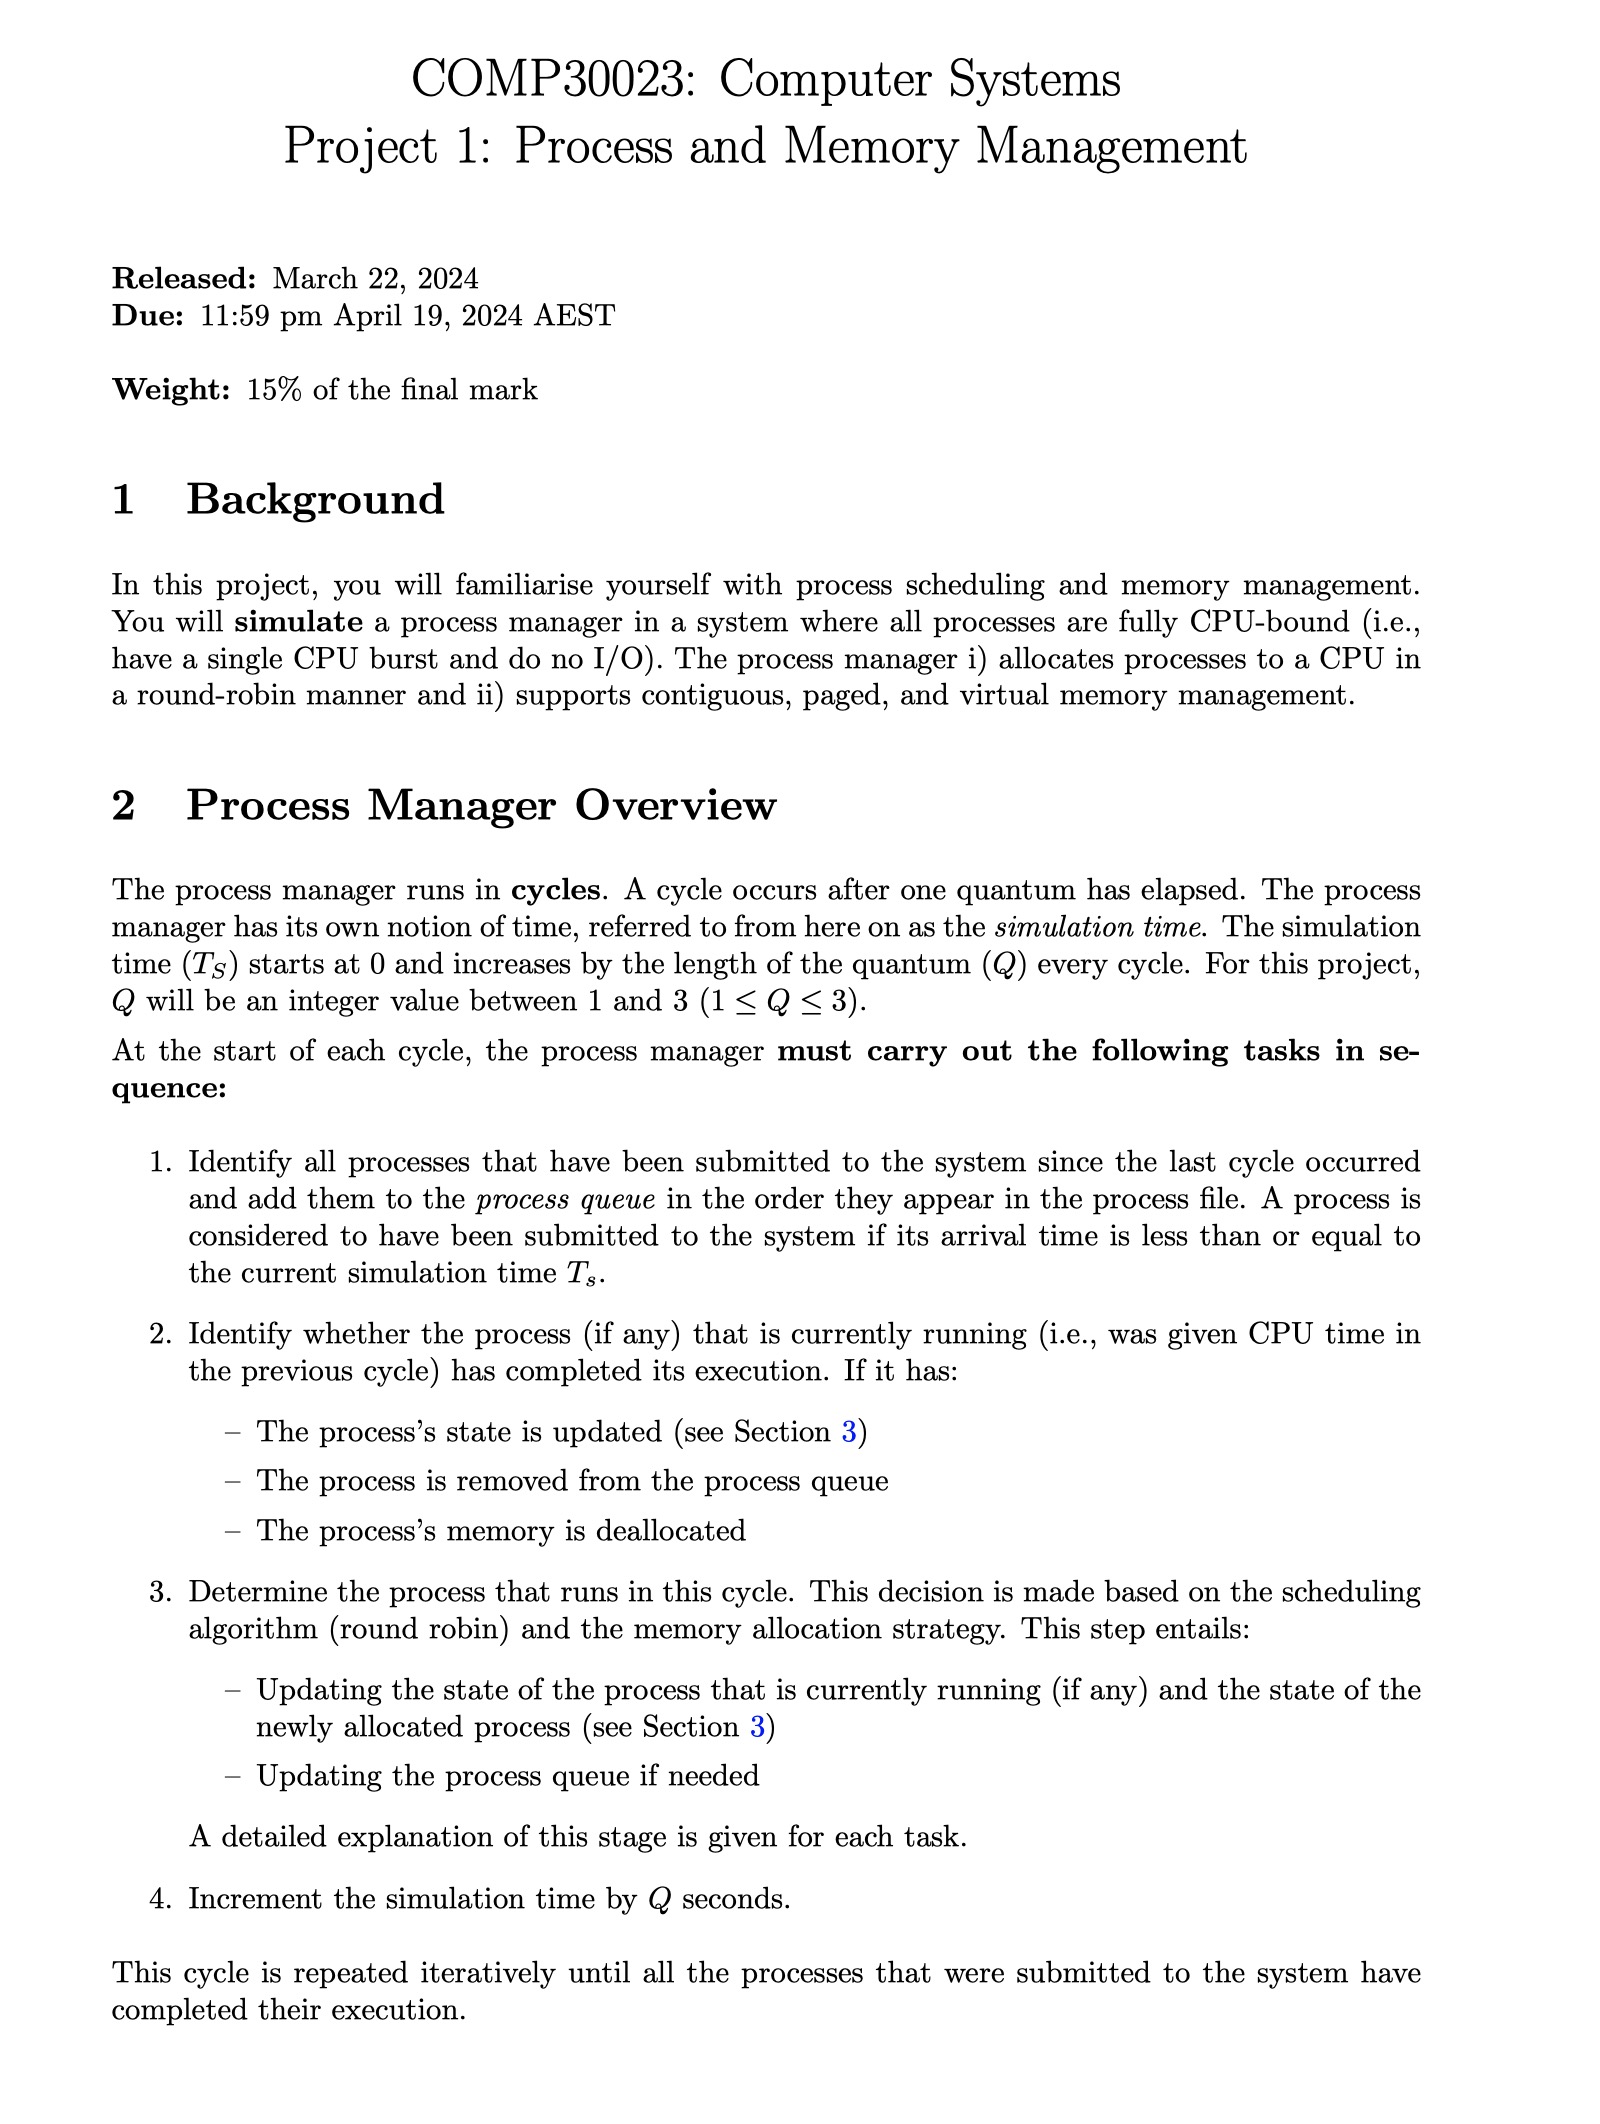 COMP30023: Computer Systems
Project 1: Process and Memory Management
Released: March 22, 2024
Due: 11:59 pm April 19, 2024 AEST
Weight: 15% of the final mark
1 Background
In this project, you will familiarise yourself with process scheduling and memory management.
You will simulate a process manager in a system where all processes are fully CPU-bound (i.e.,
have a single CPU burst and do no I/O). The process manager i) allocates processes to a CPU in
a round-robin manner and ii) supports contiguous, paged, and virtual memory management.
2 Process Manager Overview
The process manager runs in cycles. A cycle occurs after one quantum has elapsed. The process
manager has its own notion of time, referred to from here on as the simulation time. The simulation
time (T_S) starts at 0 and increases by the length of the quantum (Q) every cycle. For this project,
Q will be an integer value between 1 and 3 (1 ≤ Q ≤ 3).
At the start of each cycle, the process manager must carry out the following tasks in se-
quence:
1. Identify all processes that have been submitted to the system since the last cycle occurred
and add them to the process queue in the order they appear in the process file. A process is
considered to have been submitted to the system if its arrival time is less than or equal to
the current simulation time T_s.
2. Identify whether the process (if any) that is currently running (i.e., was given CPU time in
the previous cycle) has completed its execution. If it has:
– The process's state is updated (see Section 3)
– The process is removed from the process queue
– The process's memory is deallocated
3. Determine the process that runs in this cycle. This decision is made based on the scheduling
algorithm (round robin) and the memory allocation strategy. This step entails:
– Updating the state of the process that is currently running (if any) and the state of the
newly allocated process (see Section 3)
– Updating the process queue if needed
A detailed explanation of this stage is given for each task.
4. Increment the simulation time by Q seconds.
This cycle is repeated iteratively until all the processes that were submitted to the system have
completed their execution.